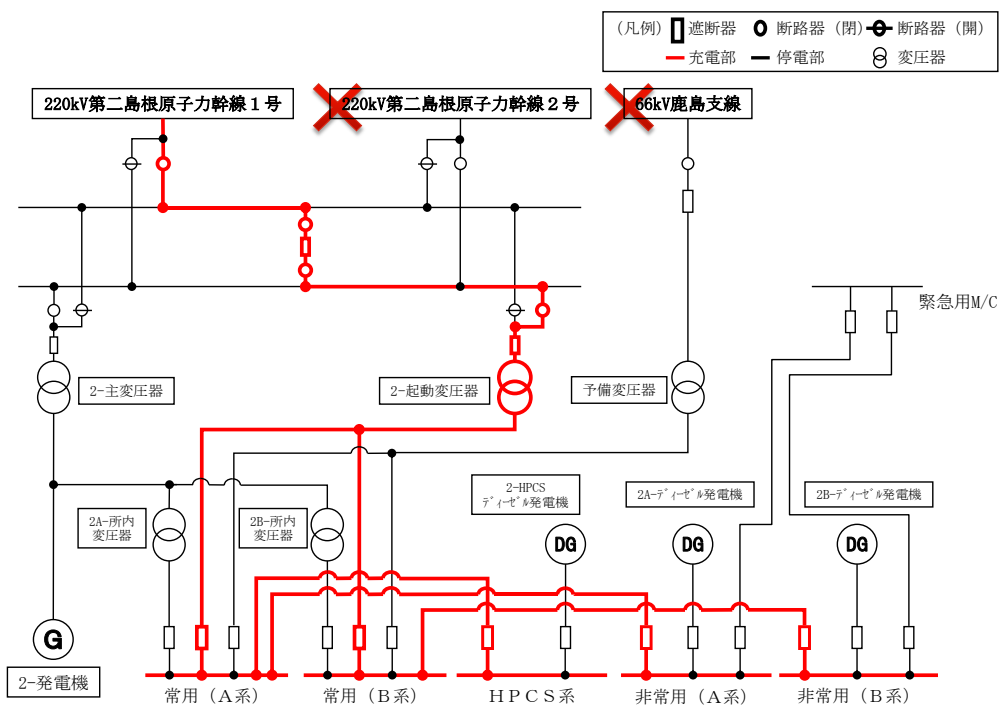 (凡例) 遮断器 断路器 (閉) 断路器 (開)
充電部 停電部 変圧器
220kV第二島根原子力幹線1号
220kV第二島根原子力幹線2号
66kV鹿島支線
緊急用M/C
2-主変圧器
2-起動変圧器
予備変圧器
2-HPCS
ディーゼル発電機
2A-ディーゼル発電機
2B-ディーゼル発電機
2A-所内
変圧器
2B-所内
変圧器
DG
DG
DG
G
2-発電機
常用(A系)
常用(B系)
HPCS系
非常用(A系)
非常用(B系)